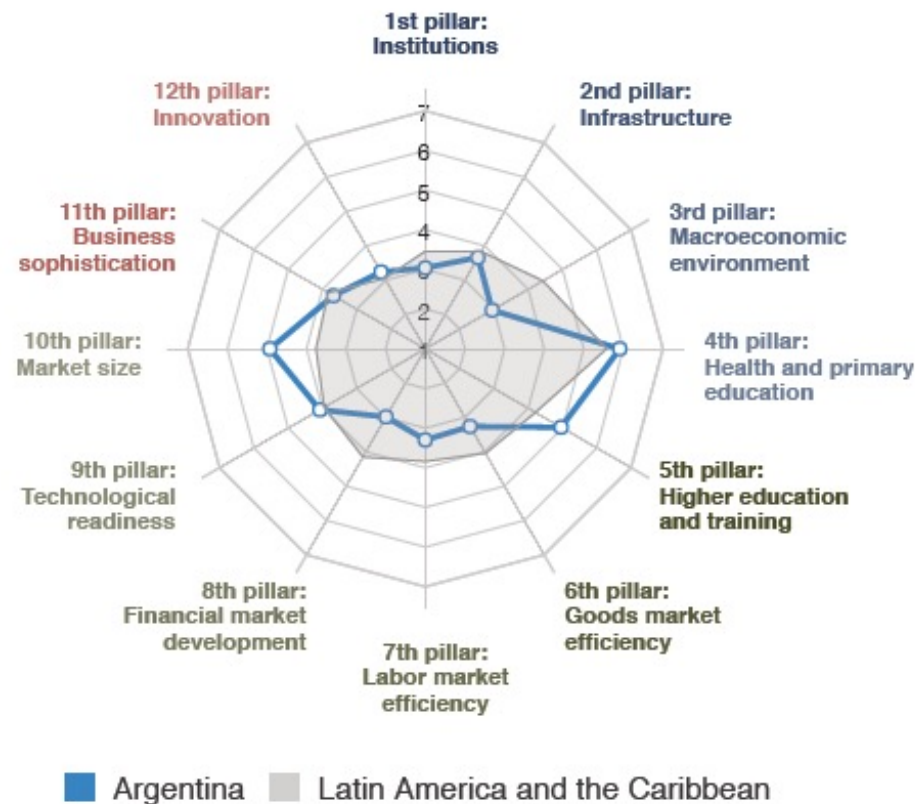 1st pillar:
Institutions
2nd pillar:
Infrastructure
3rd pillar:
Macroeconomic
environment
4th pillar:
Health and primary
education
5th pillar:
Higher education
and training
6th pillar:
Goods market
efficiency
7th pillar:
Labor market
efficiency
8th pillar:
Financial market
development
9th pillar:
Technological
readiness
10th pillar:
Market size
11th pillar:
Business
sophistication
12th pillar:
Innovation
7
6
5
4
3
2
1
Argentina
Latin America and the Caribbean